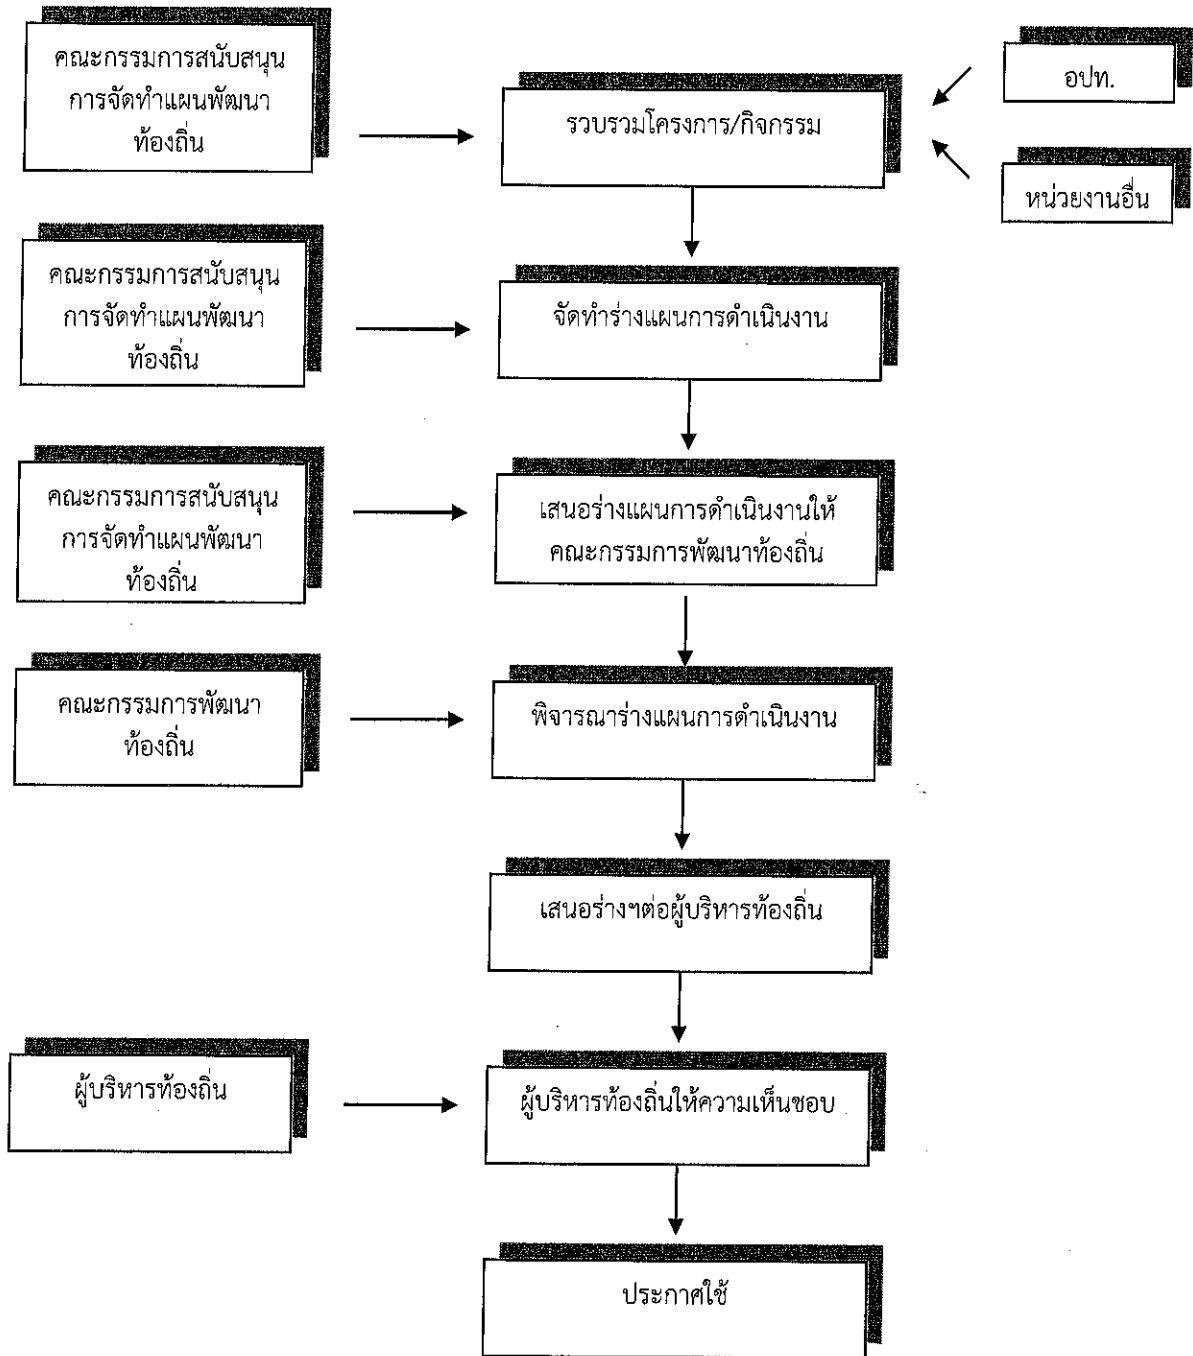 คณะกรรมการสนับสนุน
การจัดทำแผนพัฒนา
ท้องถิ่น
รวบรวมโครงการ/กิจกรรม
อปท.
หน่วยงานอื่น
คณะกรรมการสนับสนุน
การจัดทำแผนพัฒนา
ท้องถิ่น
จัดทำร่างแผนการดำเนินงาน
คณะกรรมการสนับสนุน
การจัดทำแผนพัฒนา
ท้องถิ่น
เสนอร่างแผนการดำเนินงานให้
คณะกรรมการพัฒนาท้องถิ่น
คณะกรรมการพัฒนา
ท้องถิ่น
พิจารณาร่างแผนการดำเนินงาน
เสนอร่างฯต่อผู้บริหารท้องถิ่น
ผู้บริหารท้องถิ่น
ผู้บริหารท้องถิ่นให้ความเห็นชอบ
ประกาศใช้